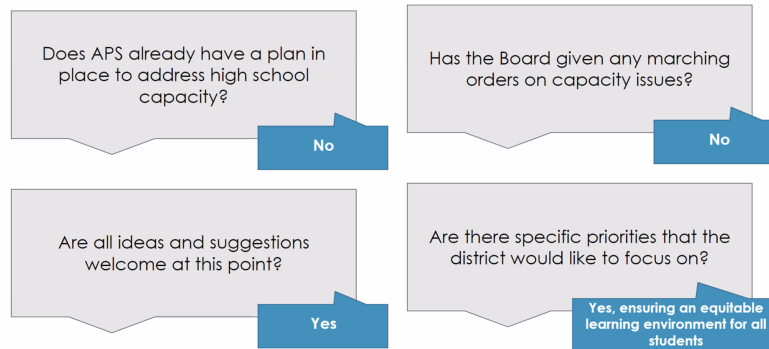 Does APS already have a plan in
place to address high school
capacity?
No
Has the Board given any marching
orders on capacity issues?
No
Are all ideas and suggestions
welcome at this point?
Yes
Are there specific priorities that the
district would like to focus on?
Yes, ensuring an equitable
learning environment for all
students